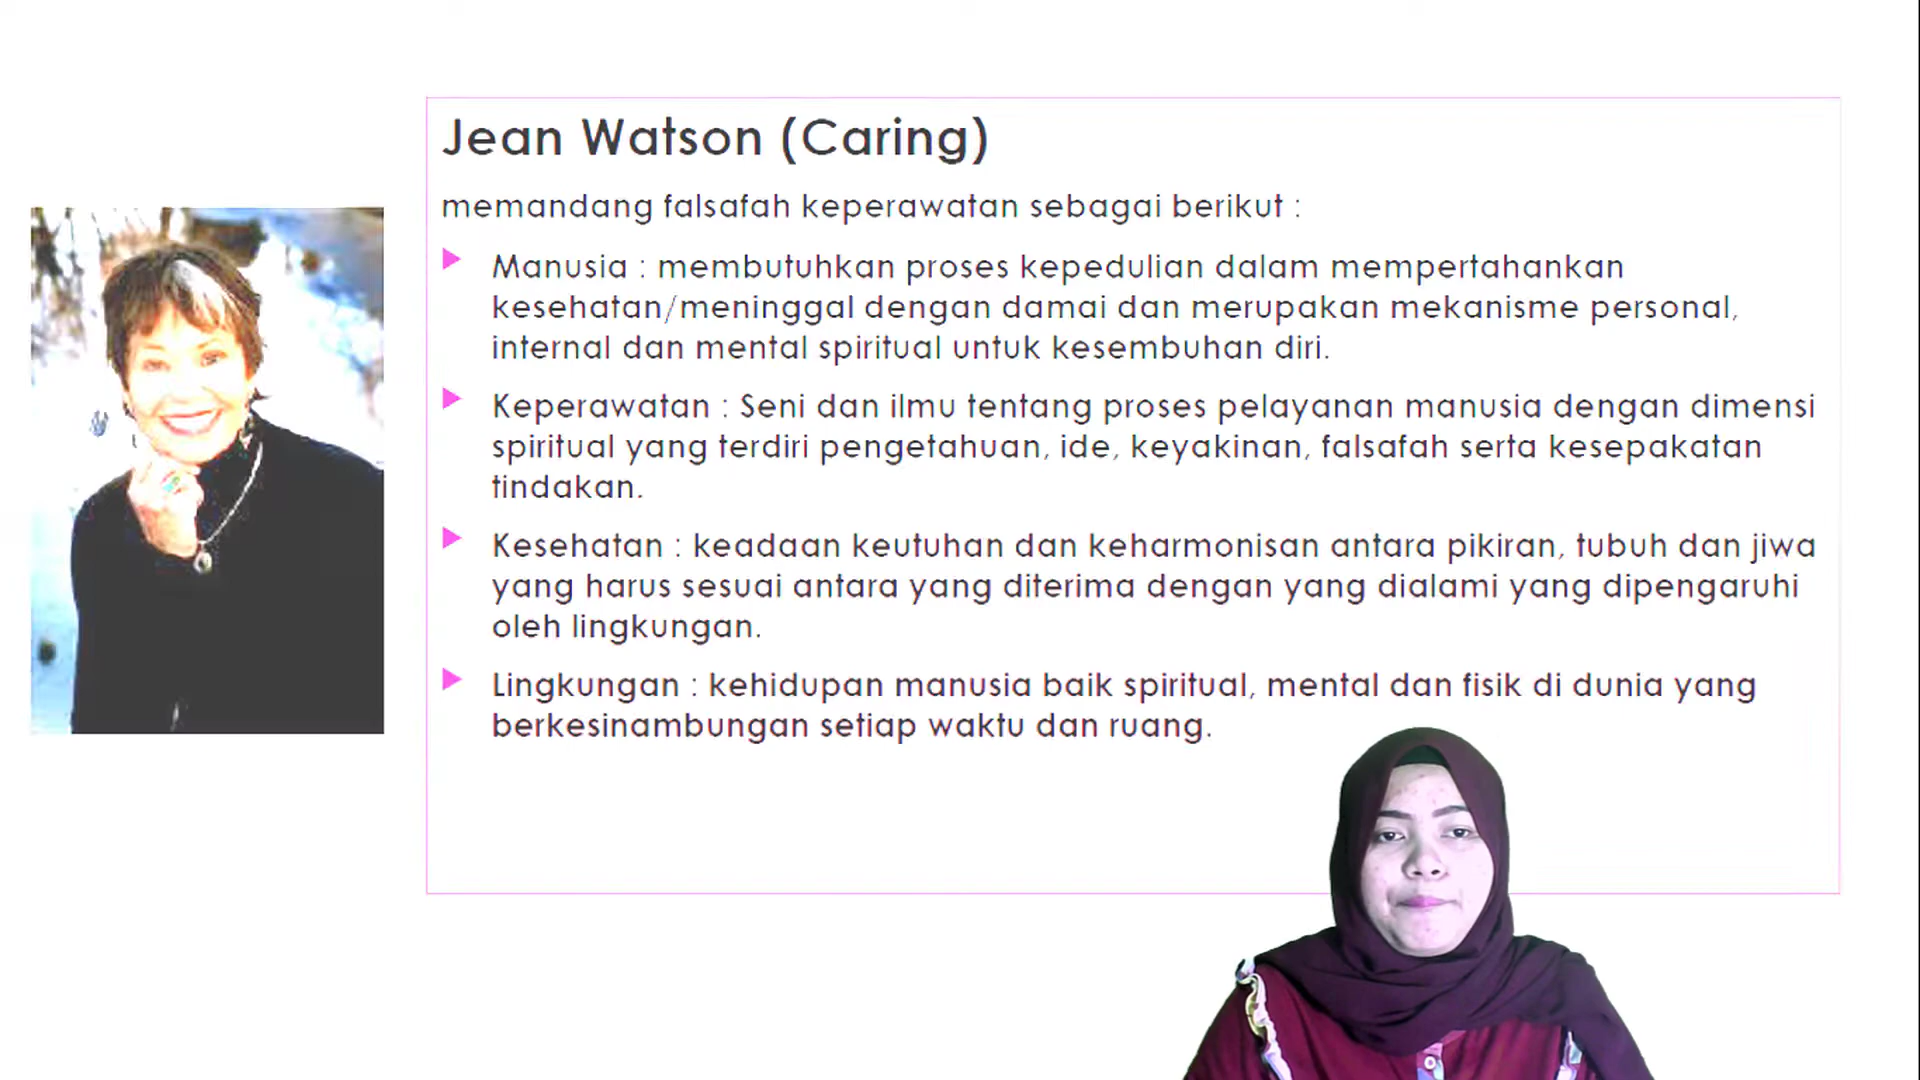 Jean Watson (Caring)
memandang falsafah keperawatan sebagai berikut :
Manusia : membutuhkan proses kepedulian dalam mempertahankan
kesehatan/meninggal dengan damai dan merupakan mekanisme personal,
internal dan mental spiritual untuk kesembuhan diri.
Keperawatan : Seni dan ilmu tentang proses pelayanan manusia dengan dimensi
spiritual yang terdiri pengetahuan, ide, keyakinan, falsafah serta kesepakatan
tindakan.
Kesehatan : keadaan keutuhan dan keharmonisan antara pikiran, tubuh dan jiwa
yang harus sesuai antara yang diterima dengan yang dialami yang dipengaruhi
oleh lingkungan.
Lingkungan : kehidupan manusia baik spiritual, mental dan fisik di dunia yang
berkesinambungan setiap waktu dan ruang.